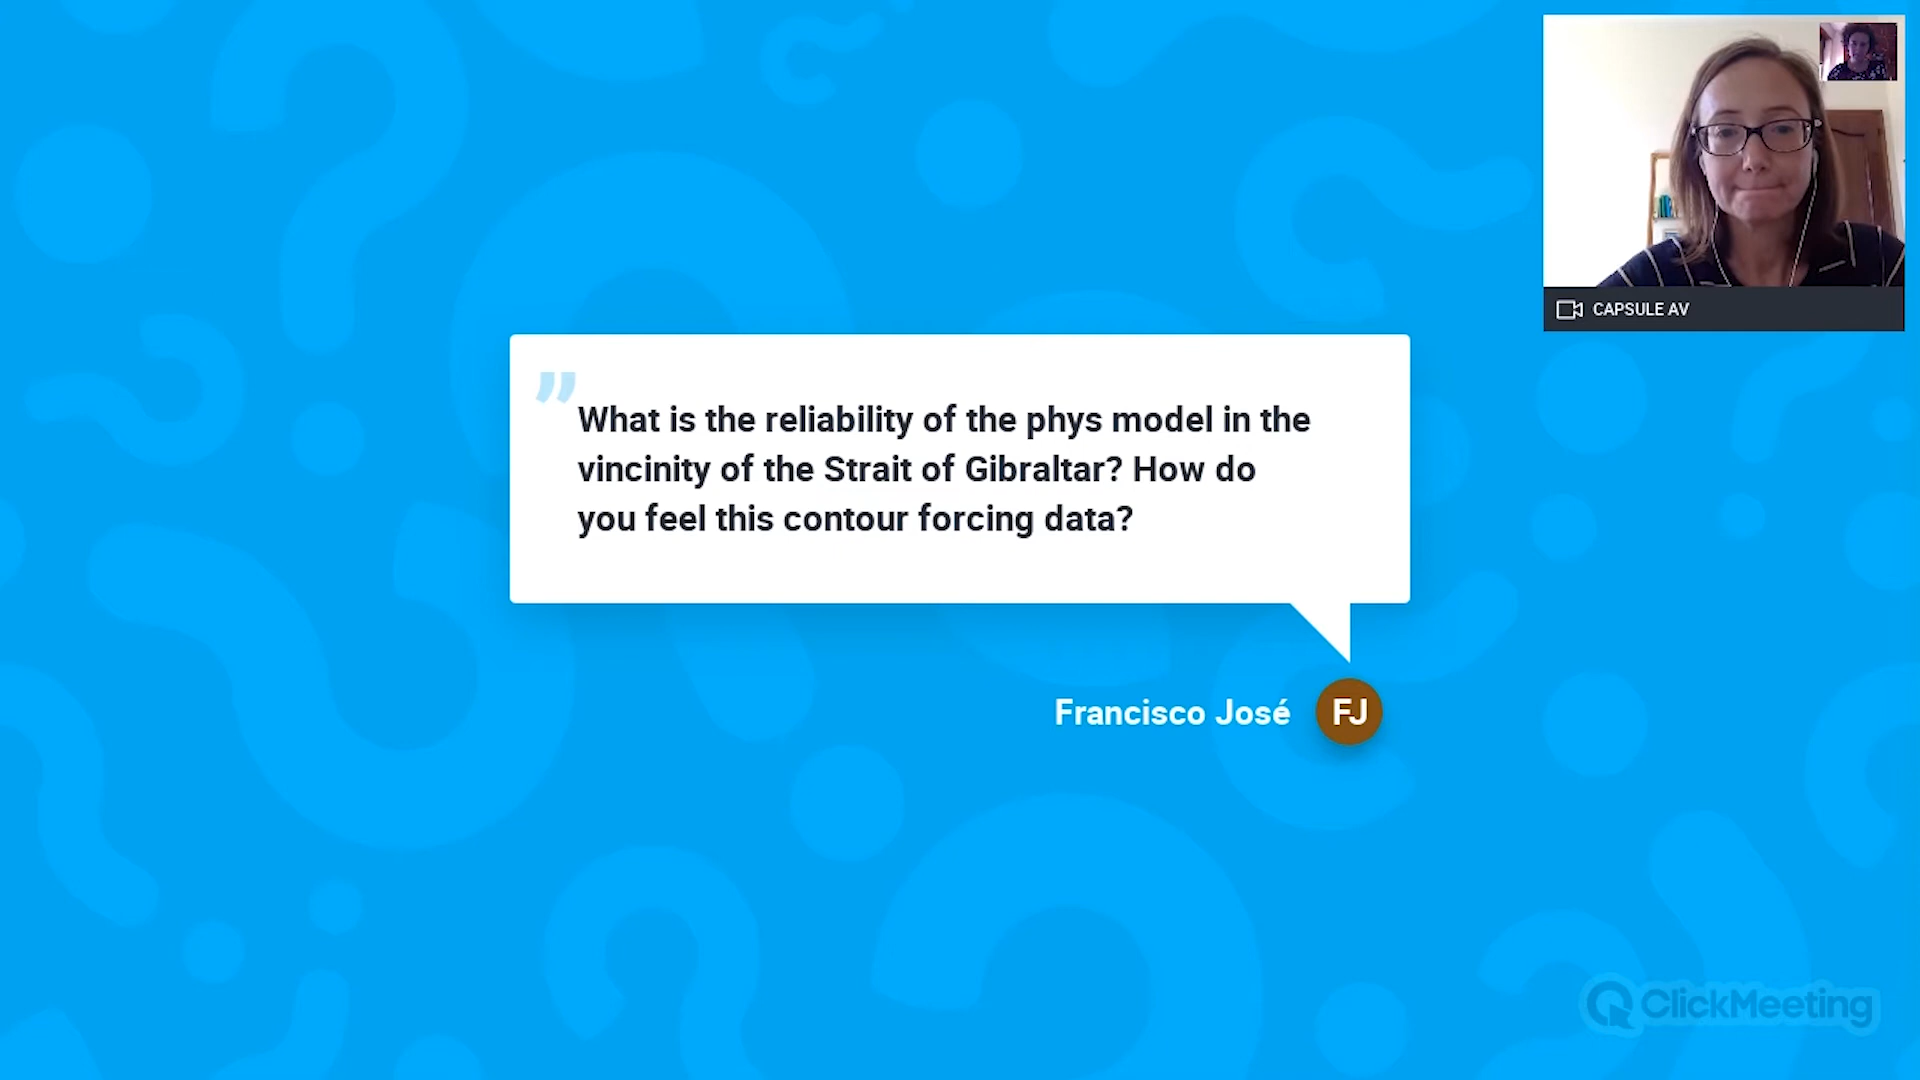 CAPSULE AV
” What is the reliability of the phys model in the
vincinity of the Strait of Gibraltar? How do
you feel this contour forcing data?
Francisco José FJ
ClickMeeting